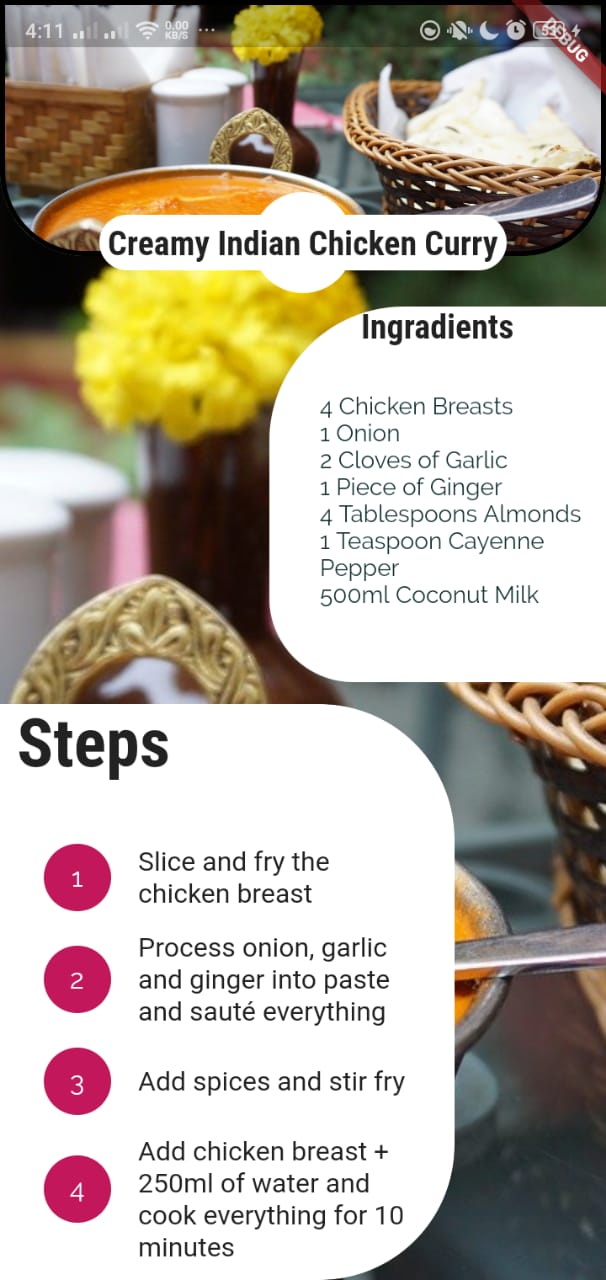 4:11
0.00
KB/S
...
53
DEBUG
Creamy Indian Chicken Curry
Ingradients
4 Chicken Breasts
1 Onion
2 Cloves of Garlic
1 Piece of Ginger
4 Tablespoons Almonds
1 Teaspoon Cayenne
Pepper
500ml Coconut Milk
Steps
1
Slice and fry the
chicken breast
2
Process onion, garlic
and ginger into paste
and sauté everything
3
Add spices and stir fry
4
Add chicken breast +
250ml of water and
cook everything for 10
minutes